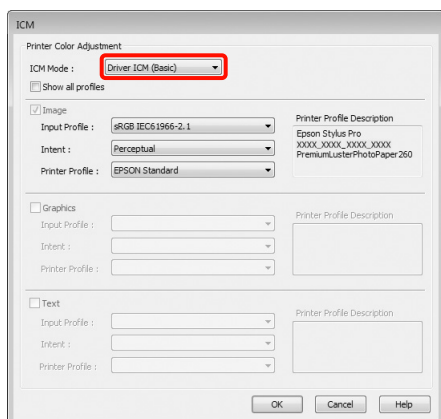 ICM
Printer Color Adjustment
ICM Mode :
Driver ICM (Basic)
Show all profiles
Image
Input Profile :
sRGB IEC61966-2.1
Intent :
Perceptual
Printer Profile :
EPSON Standard
Printer Profile Description
Epson Stylus Pro
XXXX_XXXX_XXXX_XXXX
PremiumLusterPhotoPaper260
Graphics
Input Profile :
Intent :
Printer Profile :
Printer Profile Description
Text
Input Profile :
Intent :
Printer Profile :
Printer Profile Description
OK
Cancel
Help